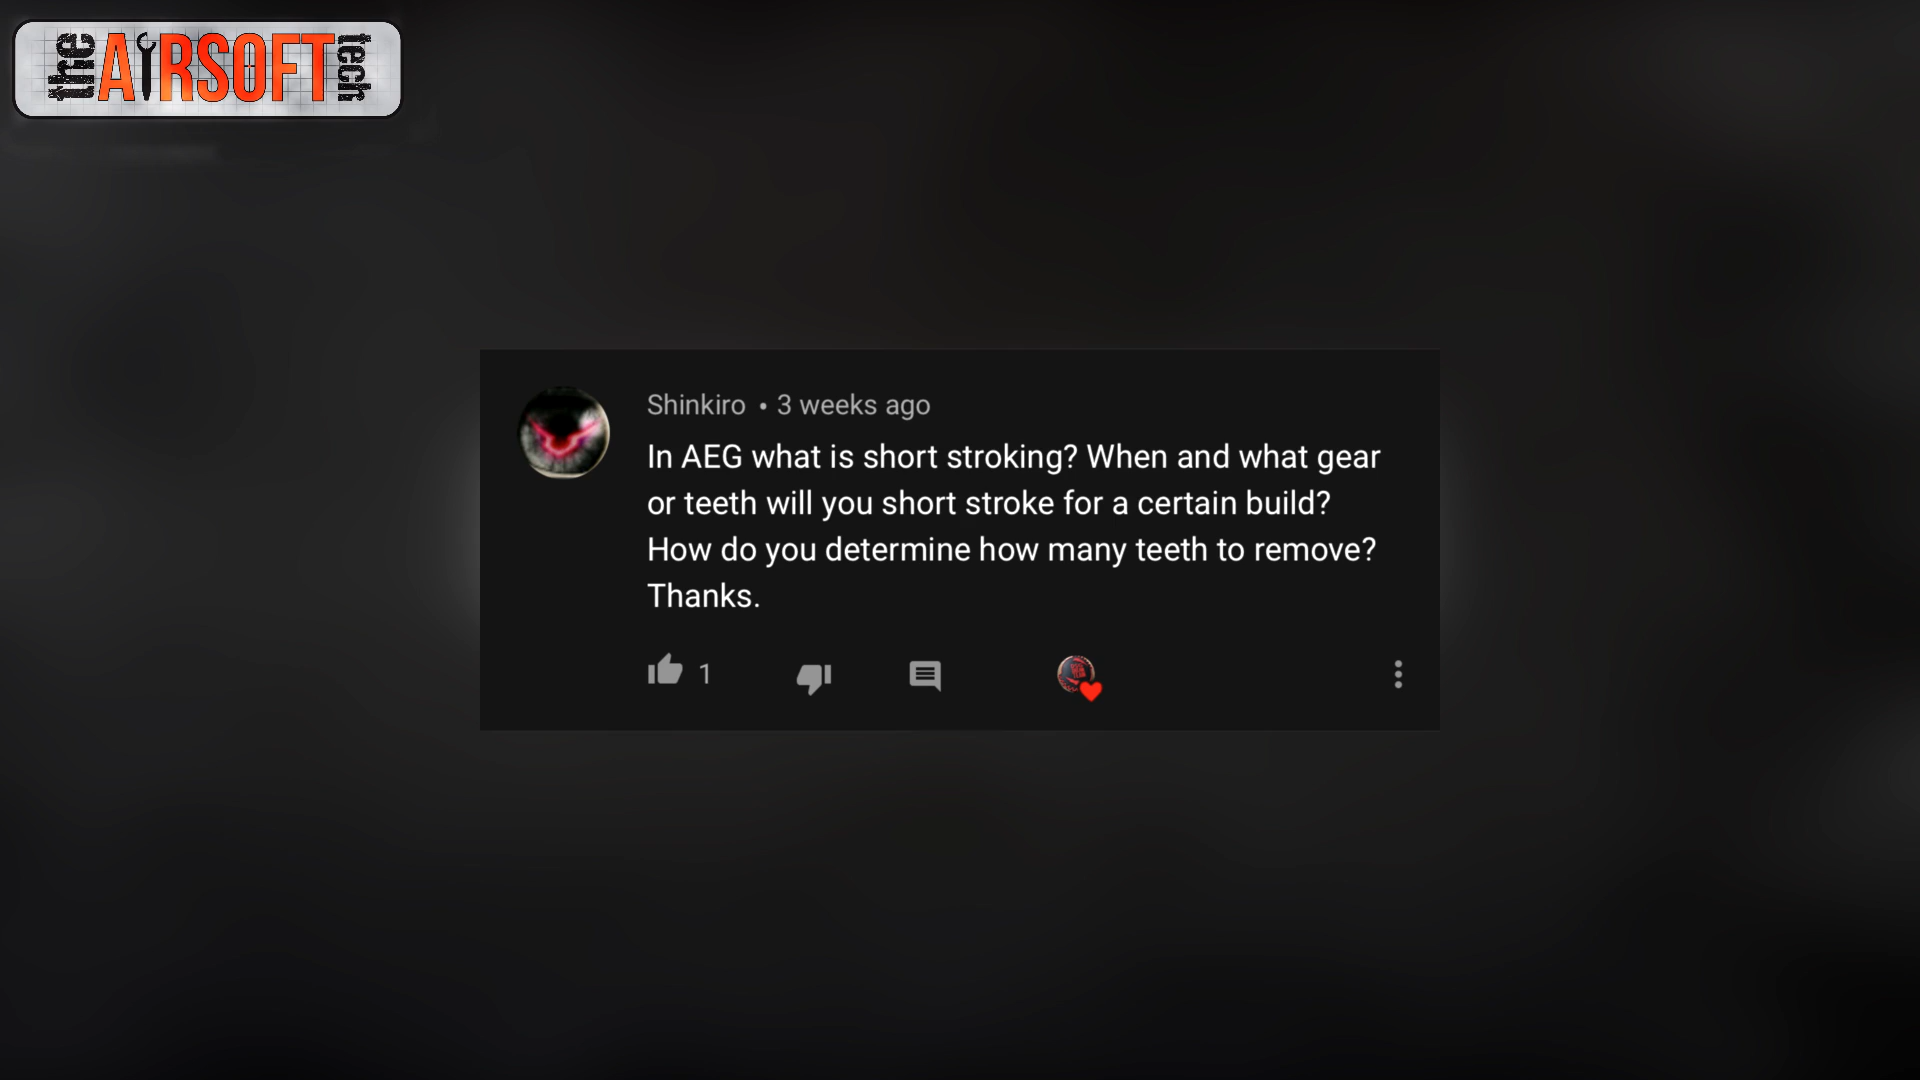 the AIRSOFT tech
Shinkiro • 3 weeks ago
In AEG what is short stroking? When and what gear
or teeth will you short stroke for a certain build?
How do you determine how many teeth to remove?
Thanks.
1